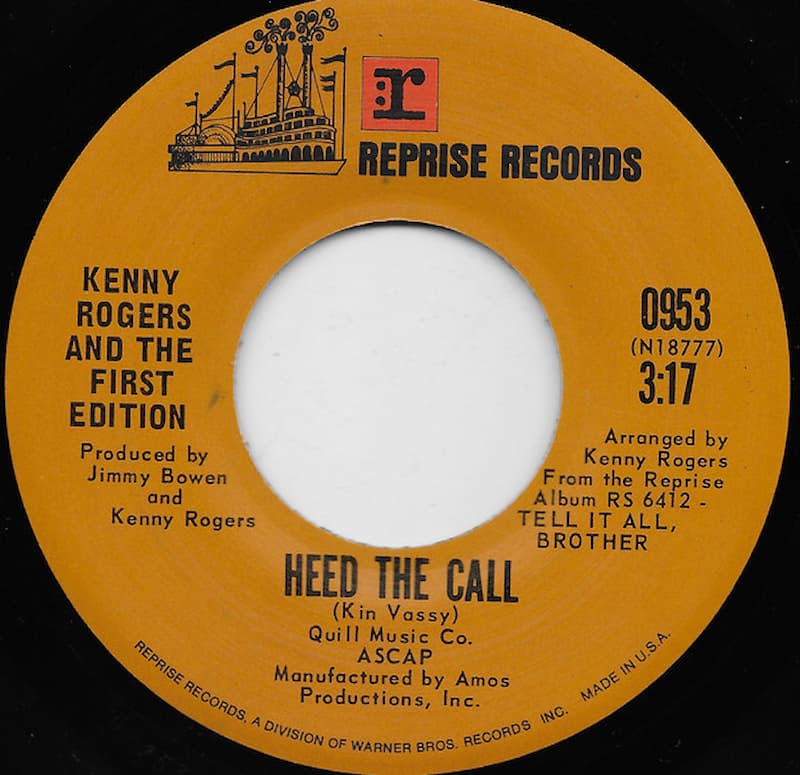 r
REPRISE RECORDS
KENNY
ROGERS
AND THE
FIRST
EDITION
Produced by
Jimmy Bowen
and
Kenny Rogers
0953
(N18777)
3:17
Arranged by
Kenny Rogers
From the Reprise
Album RS 6412 -
TELL IT ALL,
BROTHER
HEED THE CALL
(Kin Vassy)
Quill Music Co.
ASCAP
Manufactured by Amos
Productions, Inc.
REPRISE RECORDS, A DIVISION OF WARNER BROS. RECORDS INC. MADE IN U.S.A.